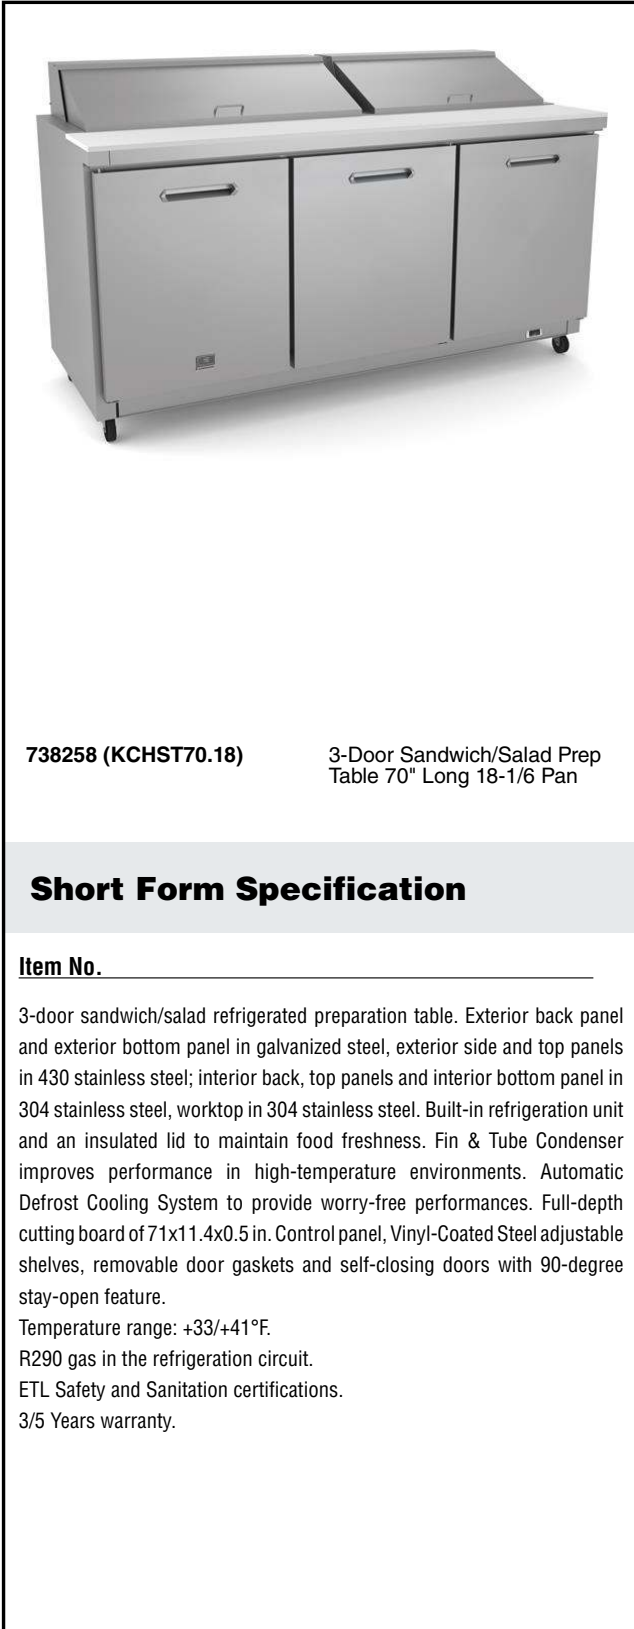 738258 (KCHST70.18)
3-Door Sandwich/Salad Prep
Table 70" Long 18-1/6 Pan
Short Form Specification
Item No.
3-door sandwich/salad refrigerated preparation table. Exterior back panel
and exterior bottom panel in galvanized steel, exterior side and top panels
in 430 stainless steel; interior back, top panels and interior bottom panel in
304 stainless steel, worktop in 304 stainless steel. Built-in refrigeration unit
and an insulated lid to maintain food freshness. Fin & Tube Condenser
improves performance in high-temperature environments. Automatic
Defrost Cooling System to provide worry-free performances. Full-depth
cutting board of 71x11.4x0.5 in. Control panel, Vinyl-Coated Steel adjustable
shelves, removable door gaskets and self-closing doors with 90-degree
stay-open feature.
Temperature range: +33/+41°F.
R290 gas in the refrigeration circuit.
ETL Safety and Sanitation certifications.
3/5 Years warranty.